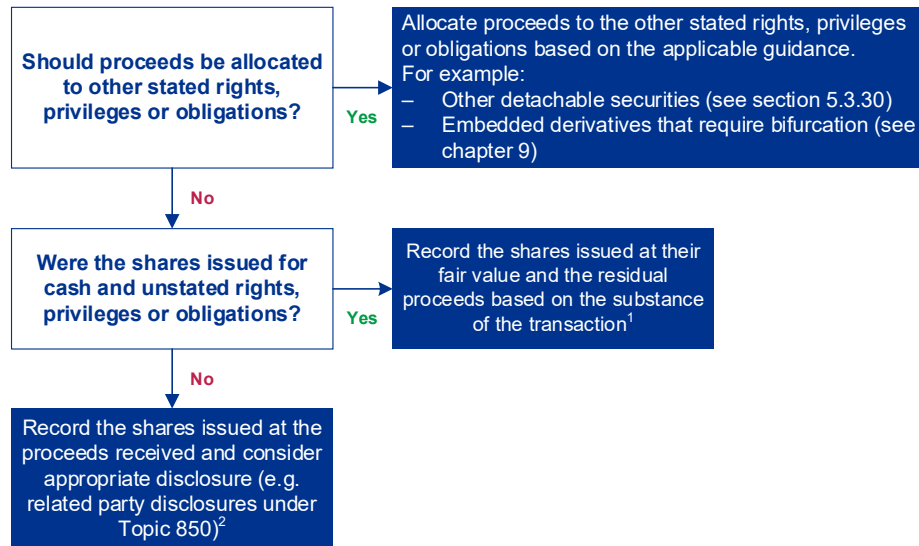 Should proceeds be allocated
to other stated rights,
privileges or obligations?
Yes
Allocate proceeds to the other stated rights, privileges
or obligations based on the applicable guidance.
For example:
– Other detachable securities (see section 5.3.30)
– Embedded derivatives that require bifurcation (see
chapter 9)
No
Were the shares issued for
cash and unstated rights,
privileges or obligations?
Yes
Record the shares issued at their
fair value and the residual
proceeds based on the substance
of the transaction1
No
Record the shares issued at the
proceeds received and consider
appropriate disclosure (e.g.
related party disclosures under
Topic 850)2